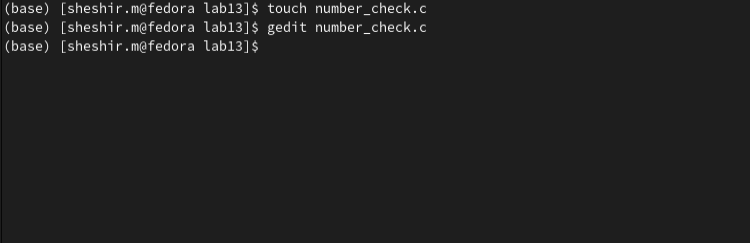 (base) [sheshir.m@fedora lab13]$ touch number_check.c
(base) [sheshir.m@fedora lab13]$ gedit number_check.c
(base) [sheshir.m@fedora lab13]$